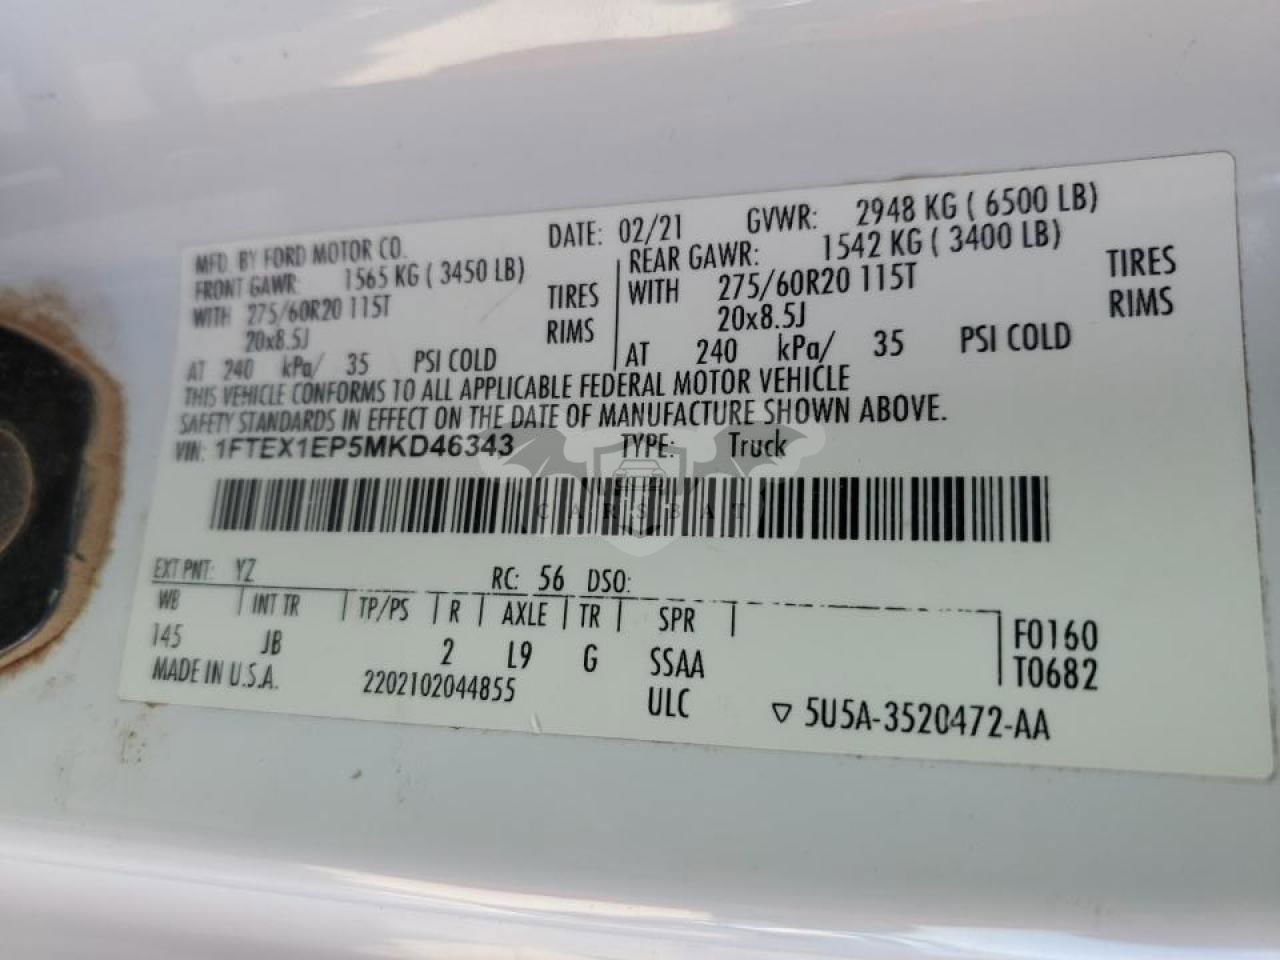 MFD. BY FORD MOTOR CO. DATE: 02/21 GVWR: 2948 KG ( 6500 LB)
FRONT GAWR: 1565 KG ( 3450 LB) REAR GAWR: 1542 KG ( 3400 LB)
WITH 275/60R20 115T TIRES WITH 275/60R20 115T TIRES
20x8.5J RIMS 20x8.5J RIMS
AT 240 kPa/ 35 PSI COLD AT 240 kPa/ 35 PSI COLD
THIS VEHICLE CONFORMS TO ALL APPLICABLE FEDERAL MOTOR VEHICLE
SAFETY STANDARDS IN EFFECT ON THE DATE OF MANUFACTURE SHOWN ABOVE.
VIN: 1FTEX1EP5MKD46343 TYPE: Truck
CARSBAT
EXT PNT: YZ RC: 56 DSO:
WB INT TR TP/PS R AXLE TR SPR F0160
145 JB 2 L9 G SSAA T0682
MADE IN U.S.A. 2202102044855 ULC ▽ 5U5A-3520472-AA